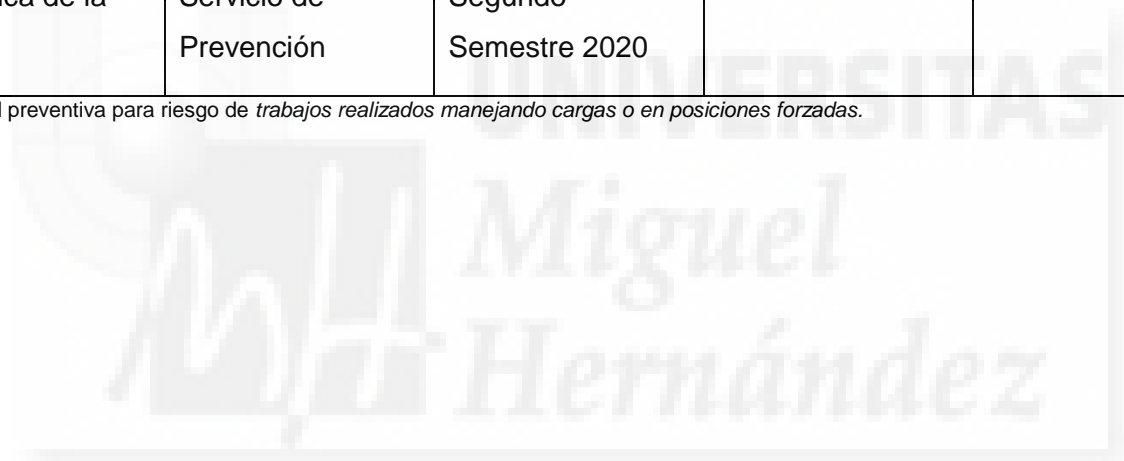 ca de la
Servicio de
Segundo
Prevención
Semestre 2020
preventiva para riesgo de trabajos realizados manejando cargas o en posiciones forzadas.
UNIVERSITAS
Miguel
Hernández